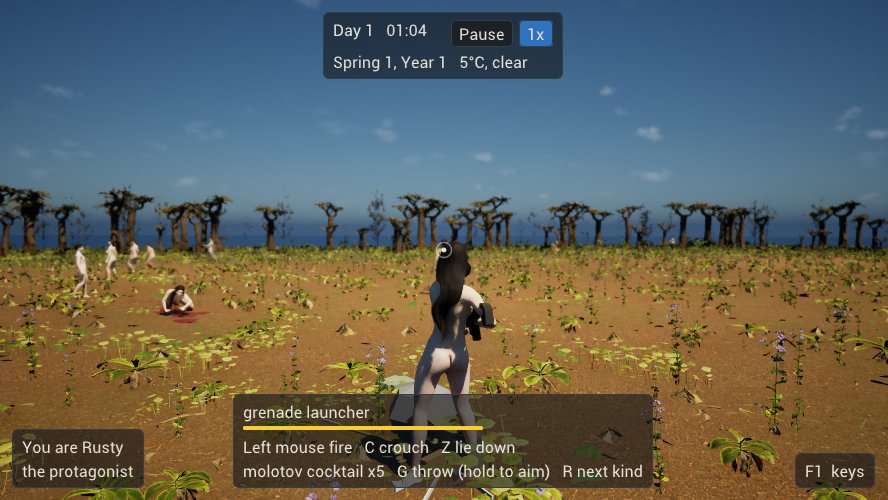 Day 1 01:04 Pause 1x
Spring 1, Year 1 5°C, clear
grenade launcher
Left mouse fire C crouch Z lie down
molotov cocktail x5 G throw (hold to aim) R next kind
You are Rusty
the protagonist
F1 keys